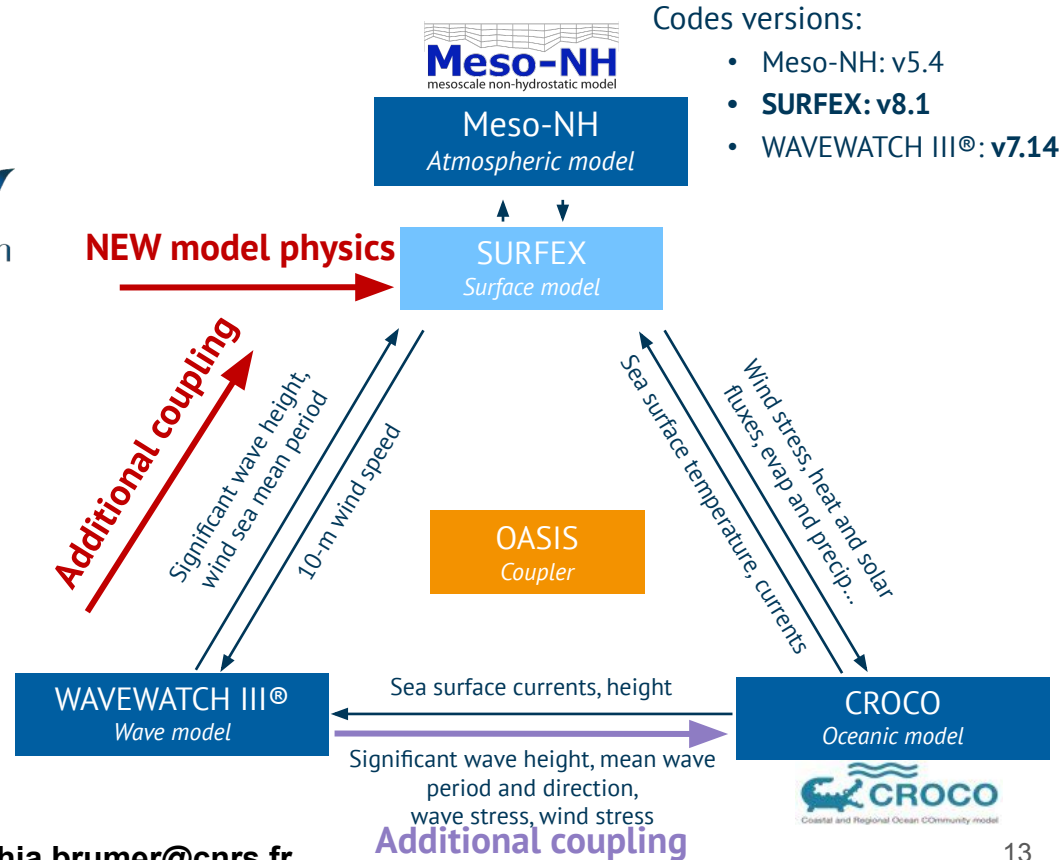 Codes versions:
• Meso-NH: v5.4
• SURFEX: v8.1
• WAVEWATCH III®: v7.14
Meso-NH
mesoscale non-hydrostatic model
Meso-NH
Atmospheric model
NEW model physics
SURFEX
Surface model
Additional coupling
Significant wave height,
wind sea mean period
10-m wind speed
OASIS
Coupler
Sea surface temperature, currents
Wind stress, heat and solar
fluxes, evap and precip...
WAVEWATCH III®
Wave model
Sea surface currents, height
CROCO
Oceanic model
Significant wave height, mean wave
period and direction,
wave stress, wind stress
Additional coupling
CROCO
Coastal and Regional Ocean COmmunity model
brumer@cnrs.fr
13